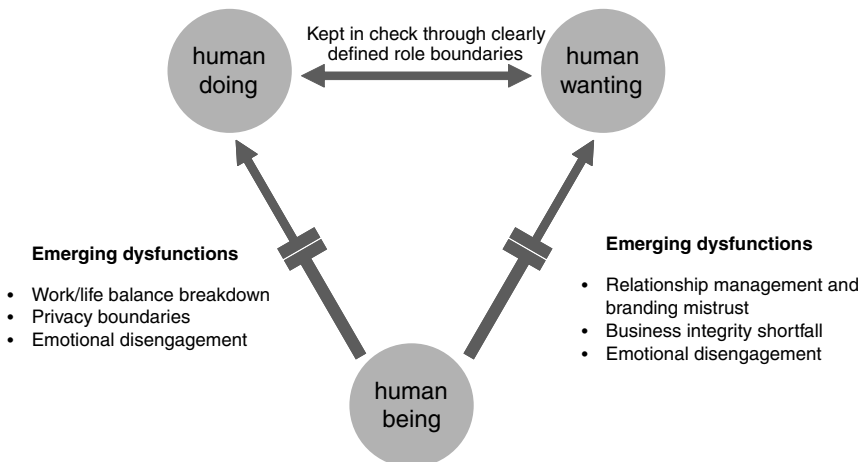 human
doing
Kept in check through clearly
defined role boundaries
human
wanting
Emerging dysfunctions
• Work/life balance breakdown
• Privacy boundaries
• Emotional disengagement
Emerging dysfunctions
• Relationship management and
branding mistrust
• Business integrity shortfall
• Emotional disengagement
human
being